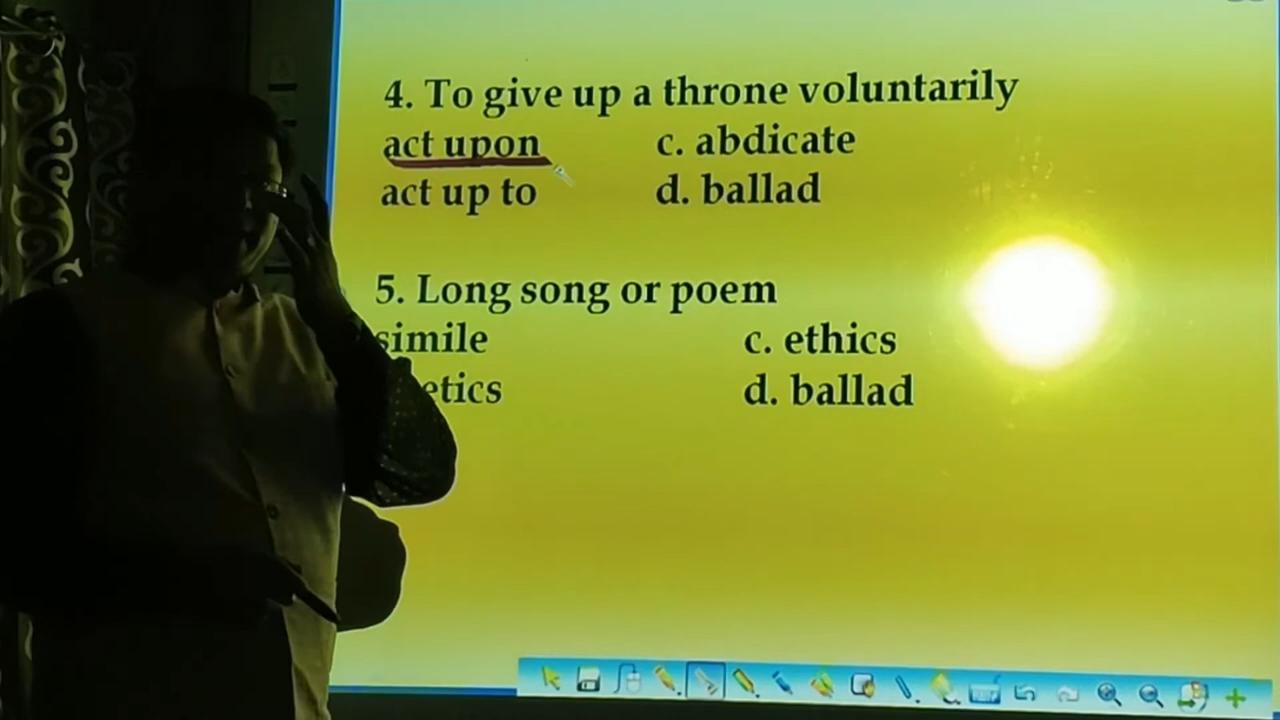 4. To give up a throne voluntarily
act upon c. abdicate
act up to d. ballad
5. Long song or poem
simile c. ethics
d. ballad